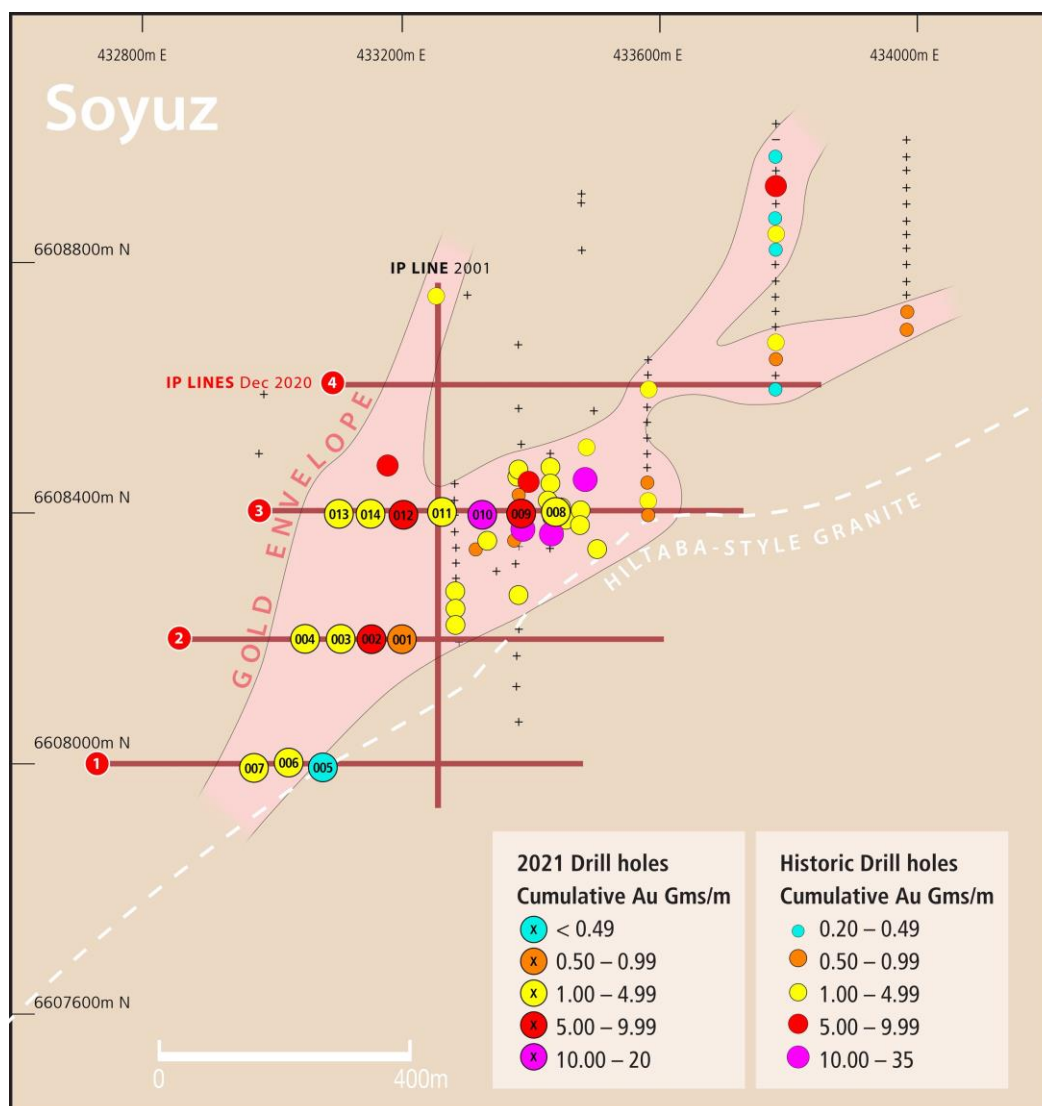 432800m E
433200m E
433600m E
434000m E
Soyuz
6608800m N
IP LINE 2001
IP LINES Dec 2020
4
GOLD ENVELOPE
6608400m N
3
013
014
012
011
010
009
008
HILTABA-STYLE GRANITE
2
004
003
002
001
6608000m N
1
007
006
005
6607600m N
0
400m
2021 Drill holes
Cumulative Au Gms/m
x < 0.49
x 0.50 – 0.99
x 1.00 – 4.99
x 5.00 – 9.99
x 10.00 – 20
Historic Drill holes
Cumulative Au Gms/m
0.20 – 0.49
0.50 – 0.99
1.00 – 4.99
5.00 – 9.99
10.00 – 35